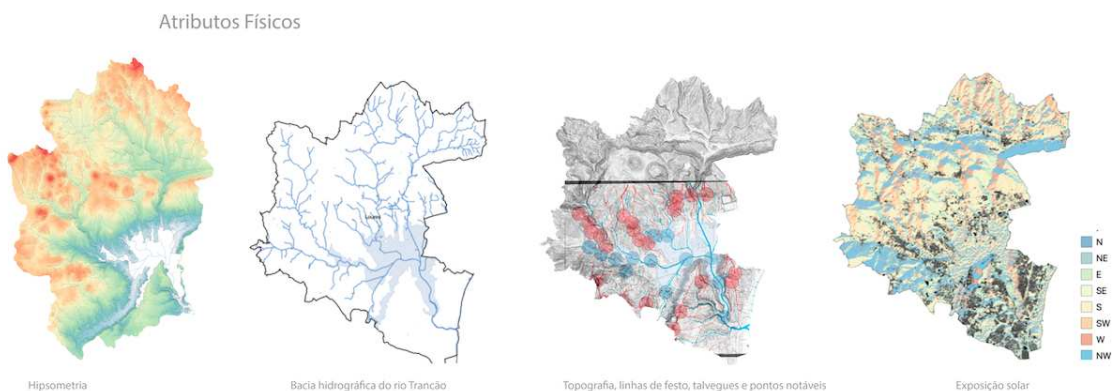 Atributos Físicos
Loures
N
NE
E
SE
S
SW
W
NW
Hipsometria
Bacia hidrográfica do rio Trancão
Topografia, linhas de festo, talvegues e pontos notáveis
Exposição solar